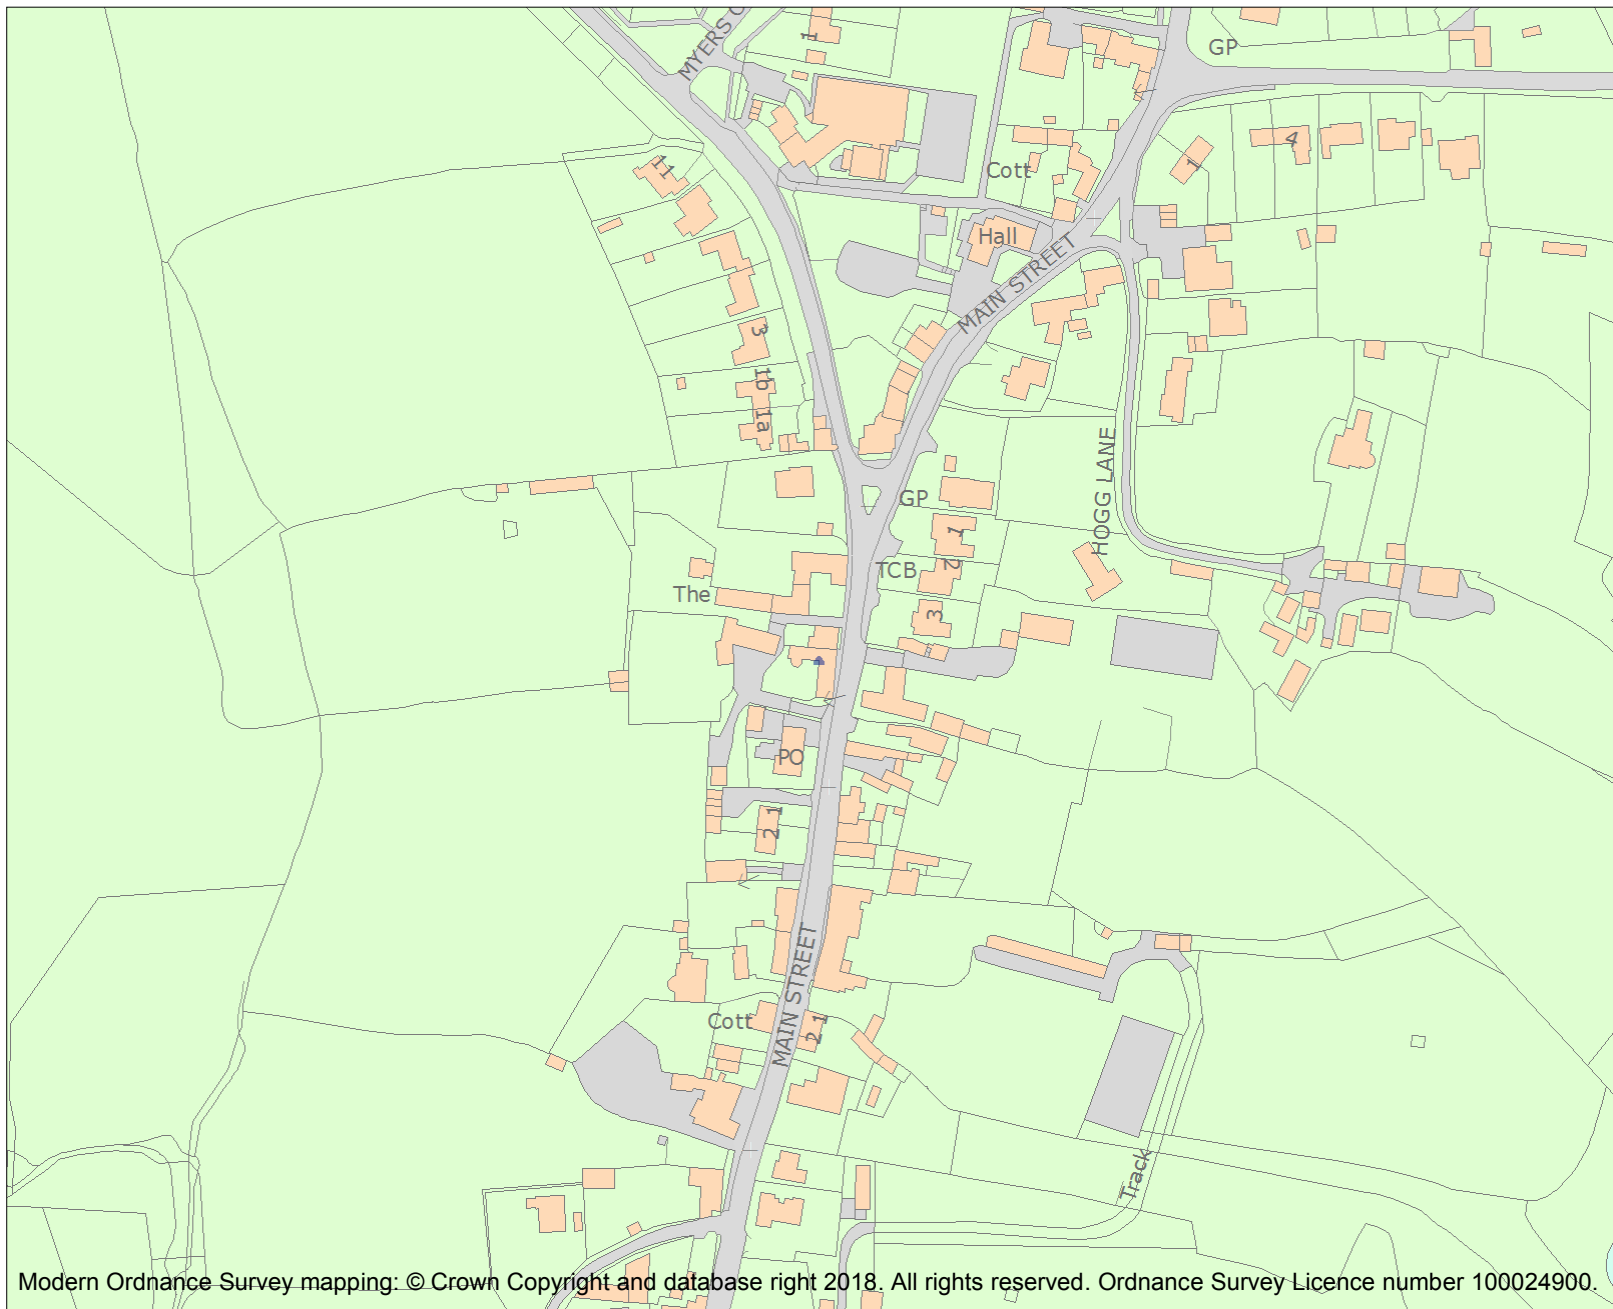 MYERS C
1
GP
11
Cott
1
4
Hall
MAIN STREET
3
1b
1a
HOGG LANE
GP
1
2
TCB
The
3
PO
2 1
MAIN STREET
Cott
2 1
Track
Modern Ordnance Survey mapping: © Crown Copyright and database right 2018. All rights reserved. Ordnance Survey Licence number 100024900.